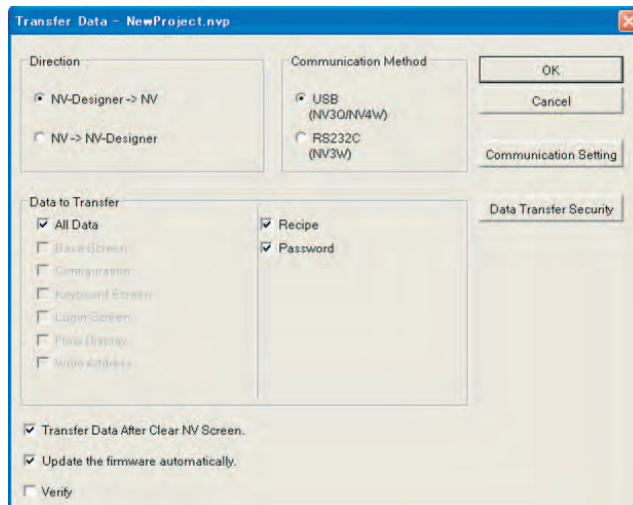 Transfer Data - NewProject.nvp
Direction
NV-Designer -> NV
NV -> NV-Designer
Communication Method
USB
(NV3Q/NV4W)
RS232C
(NV3W)
OK
Cancel
Communication Setting
Data Transfer Security
Data to Transfer
All Data
Base Screen
Configuration
Keyboard Screen
Login Screen
Flow Display
Write Address
Recipe
Password
Transfer Data After Clear NV Screen.
Update the firmware automatically.
Verify